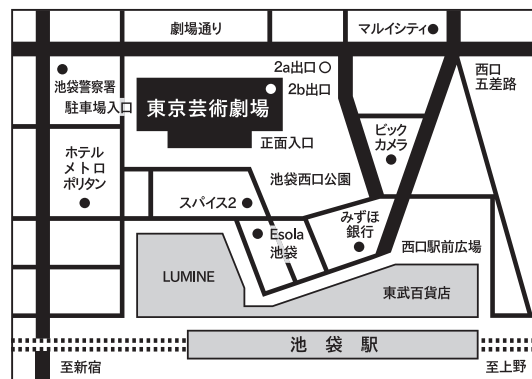 劇場通り
マルイシティ
2a出口
2b出口
西口
五差路
池袋警察署
駐車場入口
東京芸術劇場
正面入口
ビック
カメラ
ホテル
メトロ
ポリタン
池袋西口公園
スパイス2
Esola
池袋
みずほ
銀行
西口駅前広場
LUMINE
東武百貨店
池袋駅
至新宿
至上野